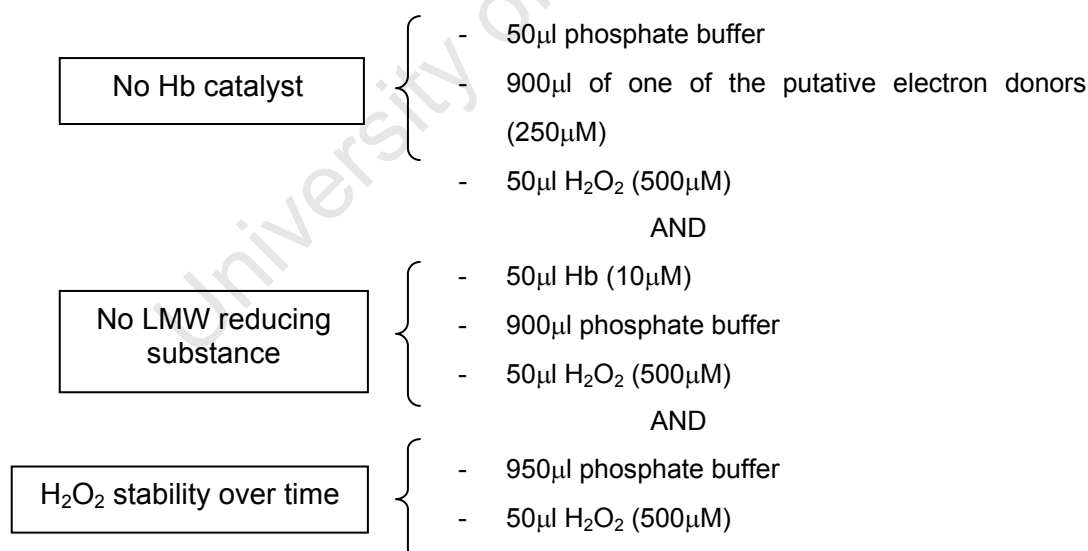 No Hb catalyst
- 50μl phosphate buffer
- 900μl of one of the putative electron donors
(250μM)
- 50μl H₂O₂ (500μM)
AND
No LMW reducing
substance
- 50μl Hb (10μM)
- 900μl phosphate buffer
- 50μl H₂O₂ (500μM)
AND
H₂O₂ stability over time
- 950μl phosphate buffer
- 50μl H₂O₂ (500μM)
University of